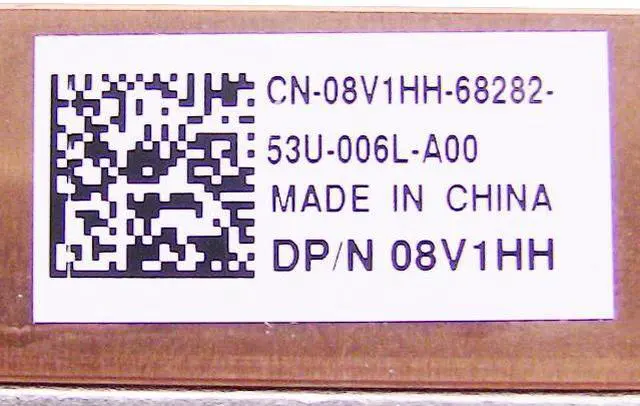 CN-08V1HH-68282-
53U-006L-A00
MADE IN CHINA
DP/N 08V1HH